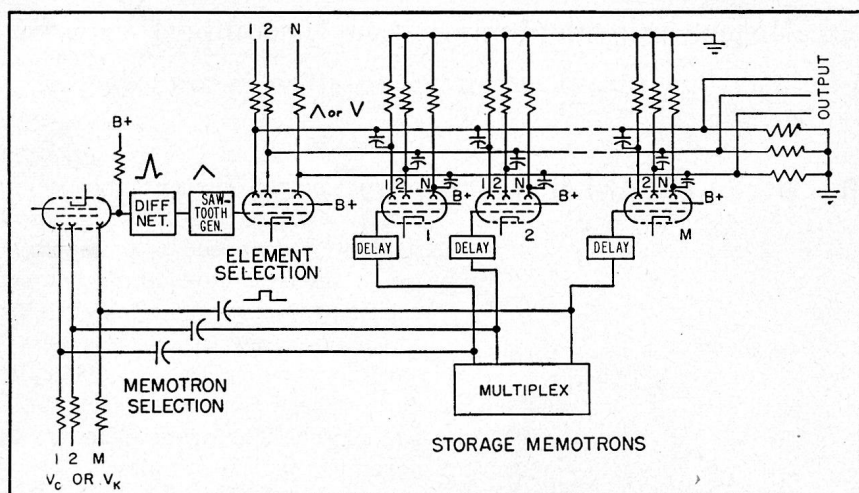 1 2 N
B+
Λ or V
OUTPUT
DIFF
NET.
SAW-
TOOTH
GEN.
B+
1 2 N
B+
1 2 N
B+
1 2 N
B+
ELEMENT
SELECTION
DELAY
1
DELAY
2
DELAY
M
MEMOTRON
SELECTION
MULTIPLEX
STORAGE MEMOTRONS
1 2 M
VC OR VK